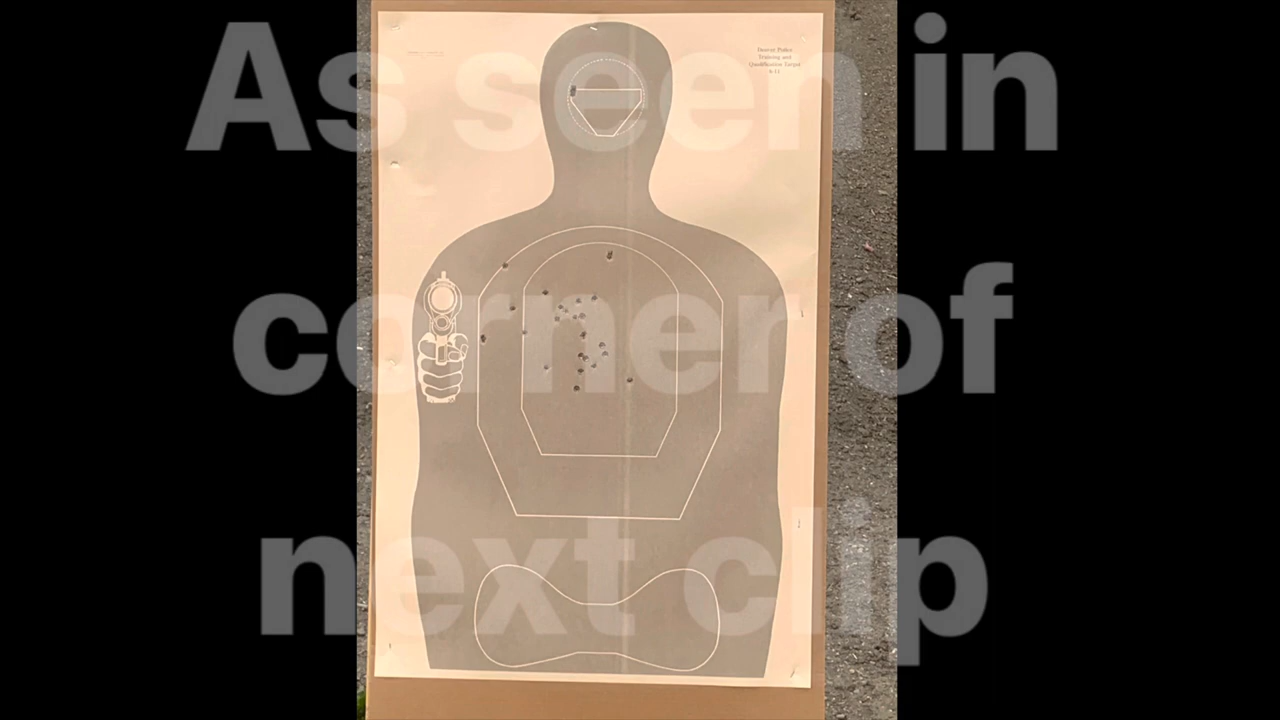 As seen in
corner of
next clip
Denver Police
Training and
Qualification Target